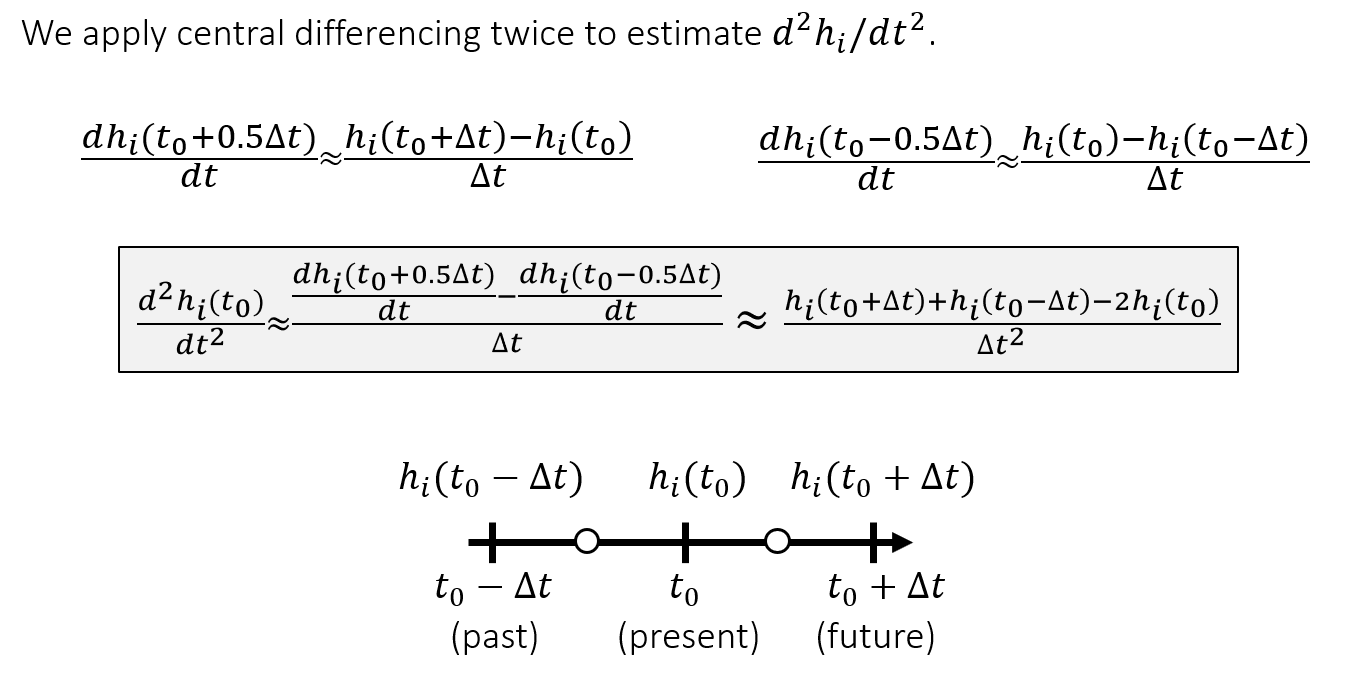 We apply central differencing twice to estimate d²hᵢ/dt².
dhᵢ(t₀+0.5Δt)/dt ≈ hᵢ(t₀+Δt)−hᵢ(t₀)/Δt
dhᵢ(t₀−0.5Δt)/dt ≈ hᵢ(t₀)−hᵢ(t₀−Δt)/Δt
d²hᵢ(t₀)/dt² ≈ dhᵢ(t₀+0.5Δt)/dt − dhᵢ(t₀−0.5Δt)/dt / Δt ≈ hᵢ(t₀+Δt)+hᵢ(t₀−Δt)−2hᵢ(t₀)/Δt²
hᵢ(t₀ − Δt) hᵢ(t₀) hᵢ(t₀ + Δt)
t₀ − Δt t₀ t₀ + Δt
(past) (present) (future)